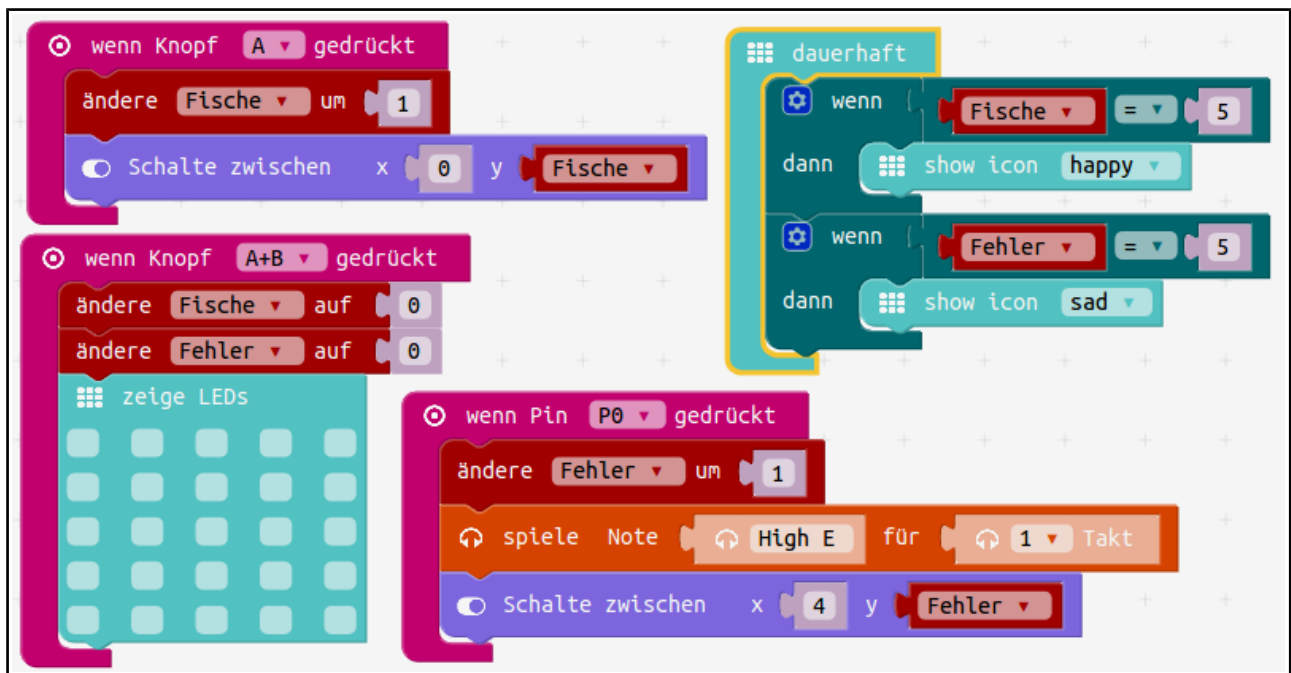 wenn Knopf A gedrückt
ändere Fische um 1
Schalte zwischen x 0 y Fische
wenn Knopf A+B gedrückt
ändere Fische auf 0
ändere Fehler auf 0
zeige LEDs
dauerhaft
wenn Fische = 5
dann show icon happy
wenn Fehler = 5
dann show icon sad
wenn Pin P0 gedrückt
ändere Fehler um 1
spiele Note High E für 1 Takt
Schalte zwischen x 4 y Fehler